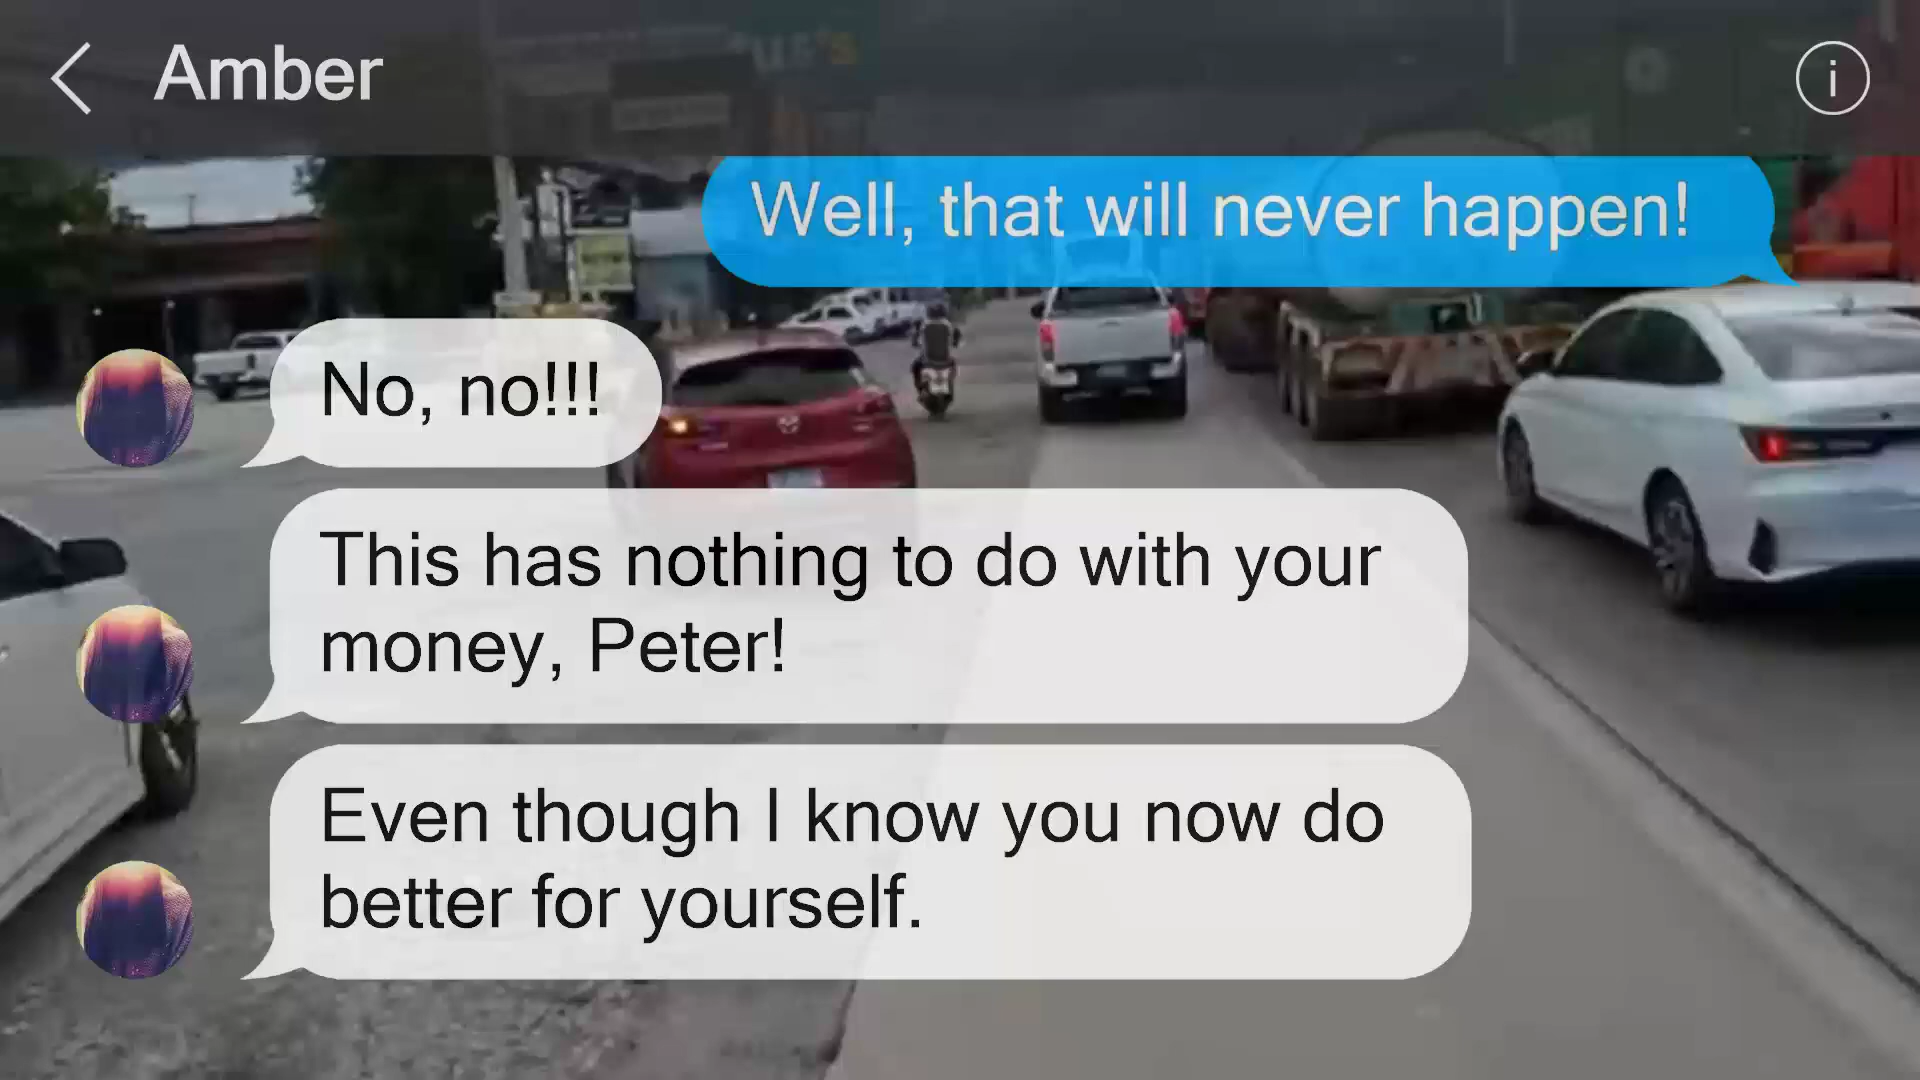 Amber
Well, that will never happen!
No, no!!!
This has nothing to do with your
money, Peter!
Even though I know you now do
better for yourself.